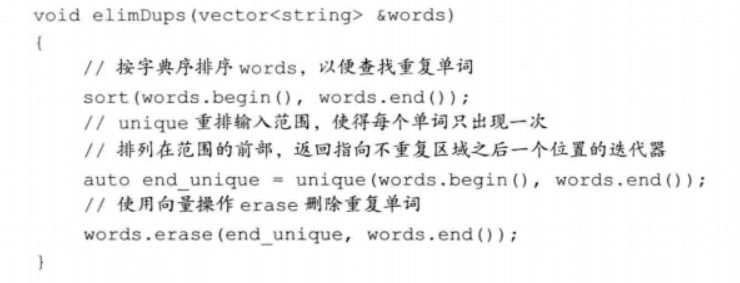 void elimDups(vector<string> &words)
{
// 按字典序排序 words, 以便查找重复单词
sort(words.begin(), words.end());
// unique 重排输入范围, 使得每个单词只出现一次
// 排列在范围的前部, 返回指向不重复区域之后一个位置的迭代器
auto end_unique = unique(words.begin(), words.end());
// 使用向量操作 erase 删除重复单词
words.erase(end_unique, words.end());
}